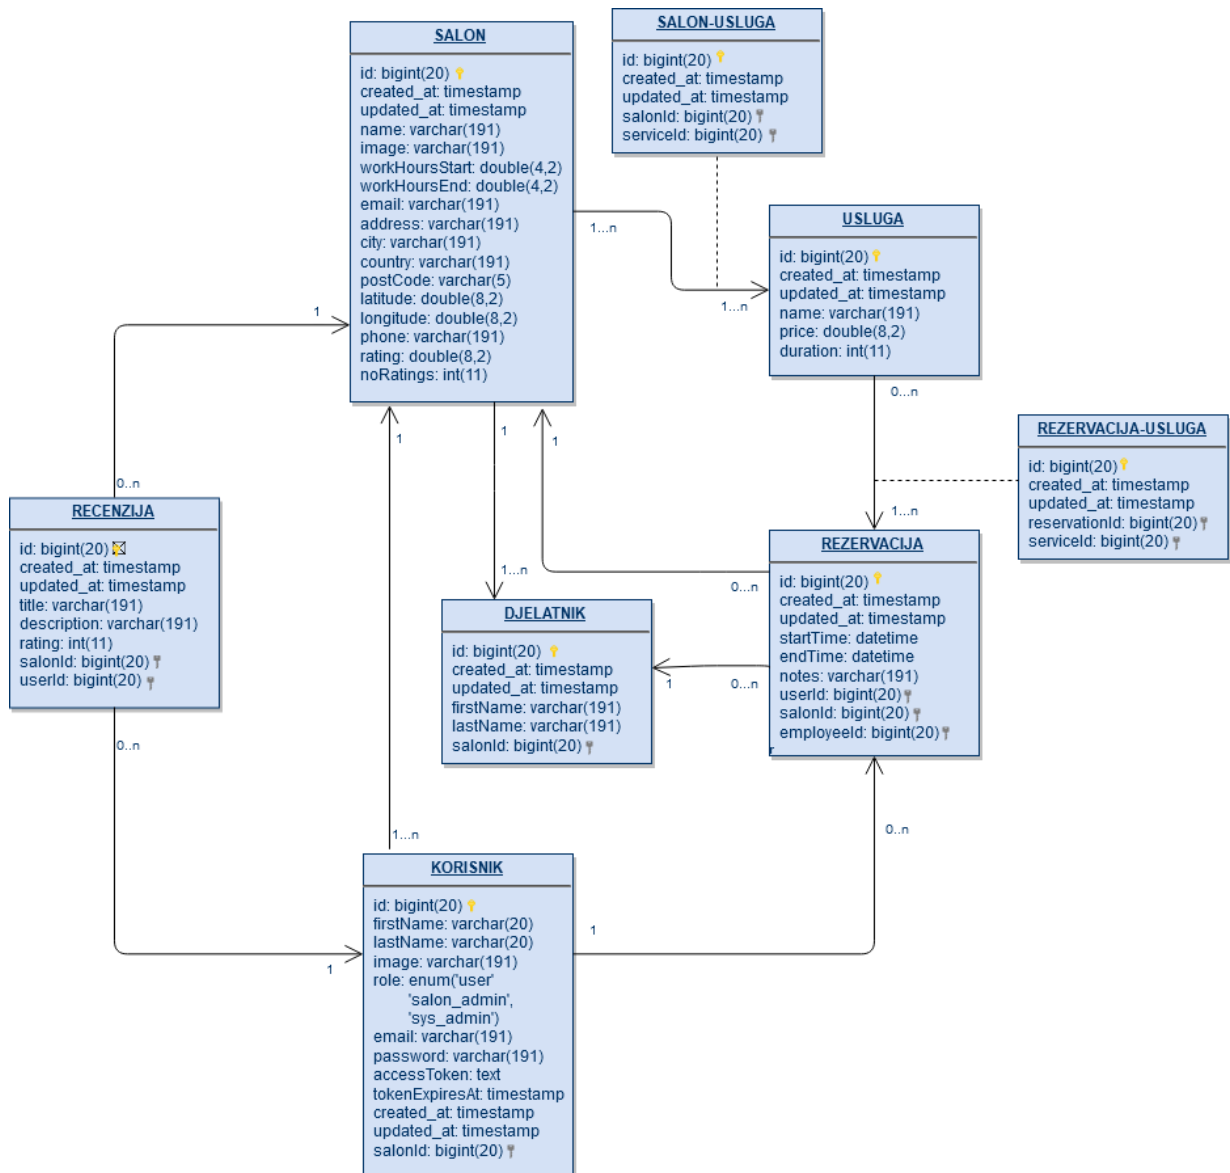 SALON
id: bigint(20)
created_at: timestamp
updated_at: timestamp
name: varchar(191)
image: varchar(191)
workHoursStart: double(4,2)
workHoursEnd: double(4,2)
email: varchar(191)
address: varchar(191)
city: varchar(191)
country: varchar(191)
postCode: varchar(5)
latitude: double(8,2)
longitude: double(8,2)
phone: varchar(191)
rating: double(8,2)
noRatings: int(11)
SALON-USLUGA
id: bigint(20)
created_at: timestamp
updated_at: timestamp
salonId: bigint(20)
serviceId: bigint(20)
1...n
1...n
USLUGA
id: bigint(20)
created_at: timestamp
updated_at: timestamp
name: varchar(191)
price: double(8,2)
duration: int(11)
1
0...n
1
1
1
0...n
REZERVACIJA-USLUGA
id: bigint(20)
created_at: timestamp
updated_at: timestamp
reservationId: bigint(20)
serviceId: bigint(20)
1...n
RECENZIJA
id: bigint(20)
created_at: timestamp
updated_at: timestamp
title: varchar(191)
description: varchar(191)
rating: int(11)
salonId: bigint(20)
userId: bigint(20)
1...n
0...n
DJELATNIK
id: bigint(20)
created_at: timestamp
updated_at: timestamp
firstName: varchar(191)
lastName: varchar(191)
salonId: bigint(20)
1
0...n
REZERVACIJA
id: bigint(20)
created_at: timestamp
updated_at: timestamp
startTime: datetime
endTime: datetime
notes: varchar(191)
userId: bigint(20)
salonId: bigint(20)
employeeId: bigint(20)
r
0...n
1...n
0...n
KORISNIK
id: bigint(20)
firstName: varchar(20)
lastName: varchar(20)
image: varchar(191)
role: enum('user'
'salon_admin',
'sys_admin')
email: varchar(191)
password: varchar(191)
accessToken: text
tokenExpiresAt: timestamp
created_at: timestamp
updated_at: timestamp
salonId: bigint(20)
1
1